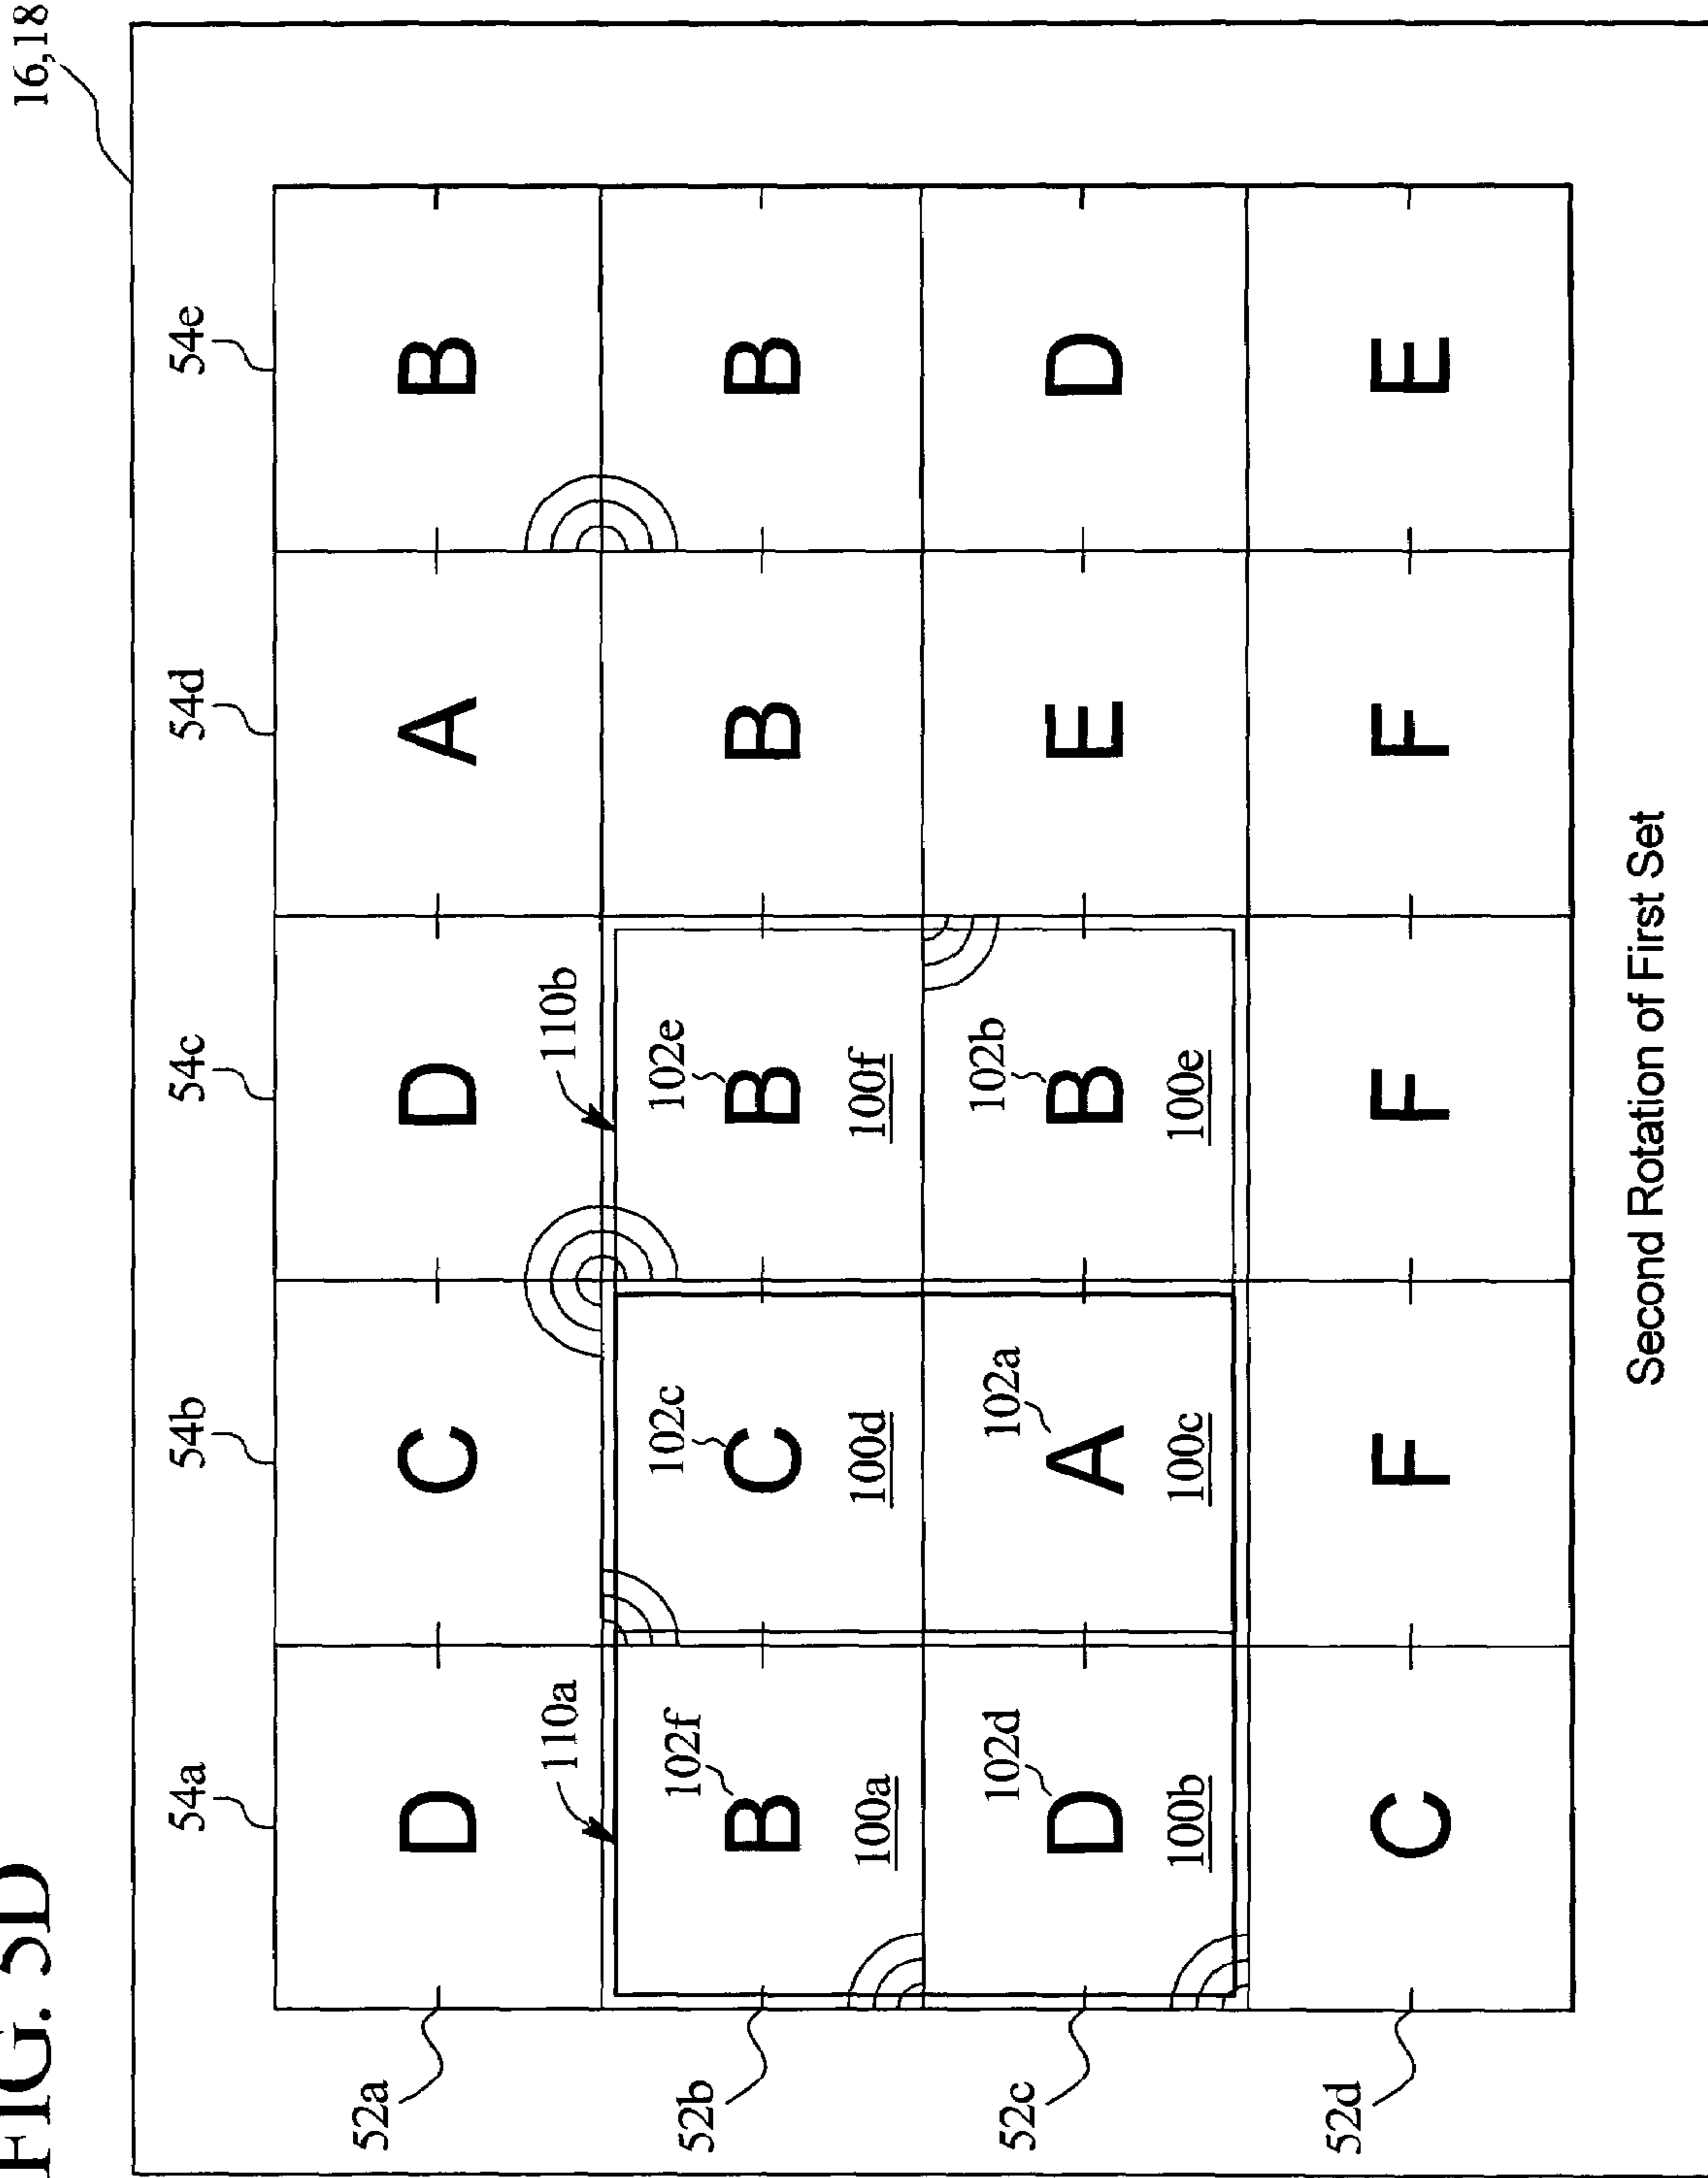 FIG. 5D
16,18
54a 54b 54c 54d 54e
52a D C D A B
110a 110b
52b B 102f C 102c B 102e B B
100a 100d 100f
52c D 102d A 102a B 102b E D
100b 100c 100e
52d C F F F E
Second Rotation of First Set